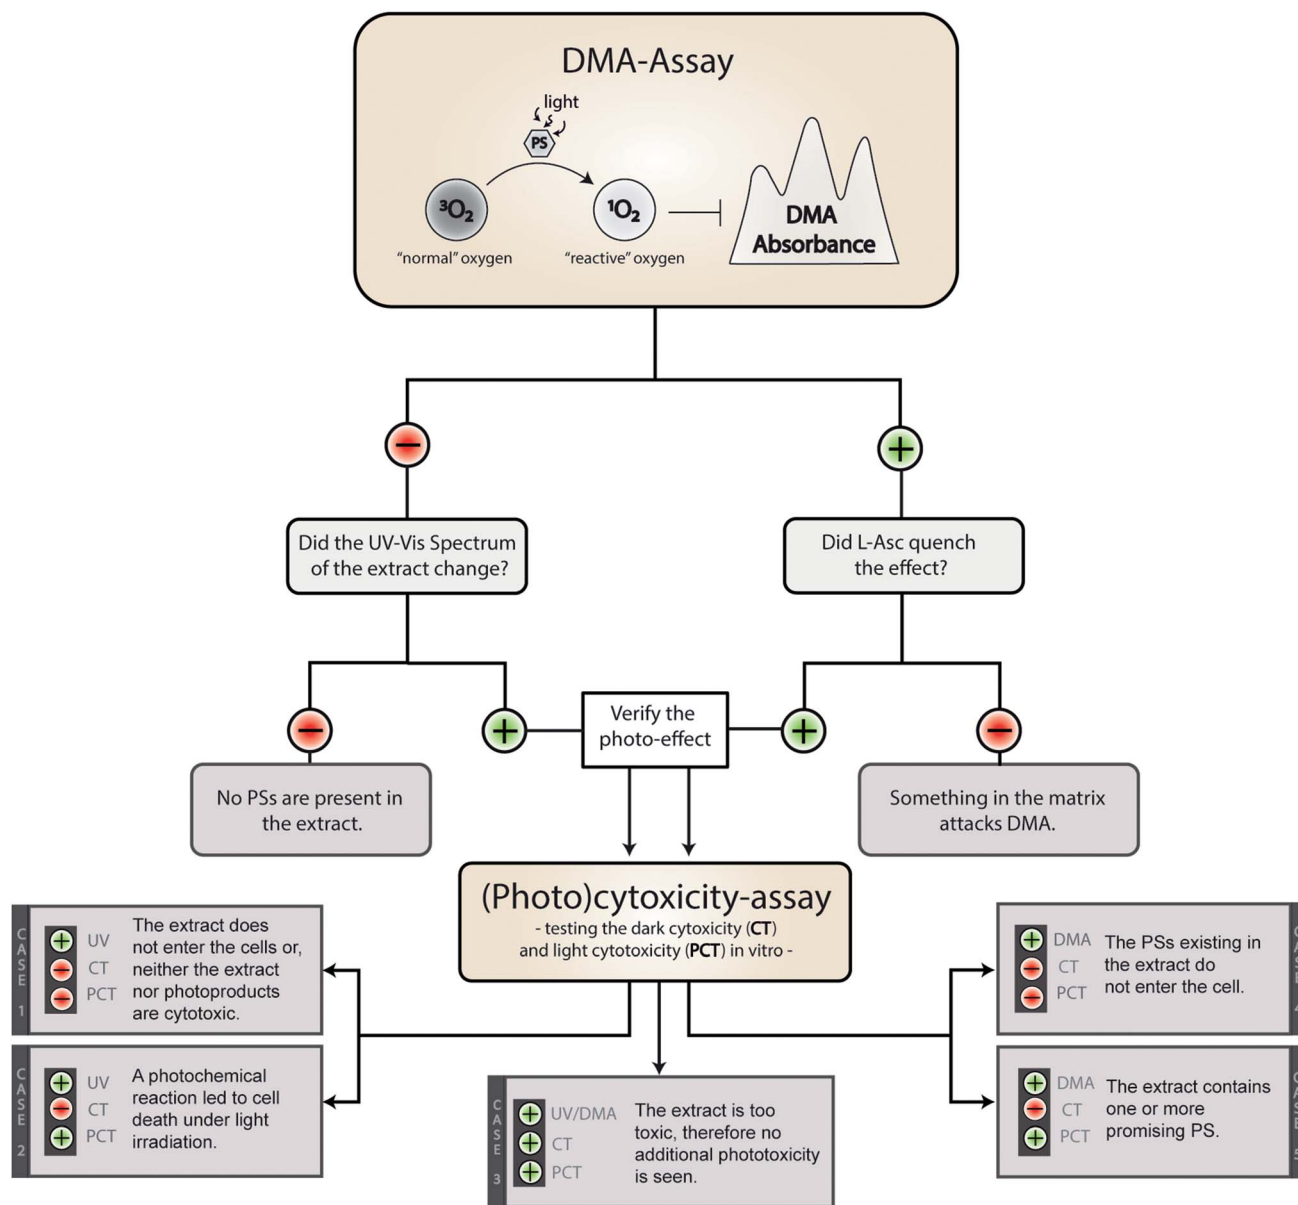 DMA-Assay
light
PS
³O₂
¹O₂
"normal" oxygen
"reactive" oxygen
DMA
Absorbance
−
+
Did the UV-Vis Spectrum
of the extract change?
Did L-Asc quench
the effect?
−
+
Verify the
photo-effect
+
−
No PSs are present in
the extract.
Something in the matrix
attacks DMA.
(Photo)cytoxicity-assay
- testing the dark cytoxicity (CT)
and light cytotoxicity (PCT) in vitro -
CASE 1
+ UV
− CT
− PCT
The extract does
not enter the cells or,
neither the extract
nor photoproducts
are cytotoxic.
CASE 2
+ UV
− CT
+ PCT
A photochemical
reaction led to cell
death under light
irradiation.
CASE 3
+ UV/DMA
+ CT
+ PCT
The extract is too
toxic, therefore no
additional phototoxicity
is seen.
+ DMA
− CT
− PCT
The PSs existing in
the extract do
not enter the cell.
CASE 4
+ DMA
− CT
+ PCT
The extract contains
one or more
promising PS.
CASE 5